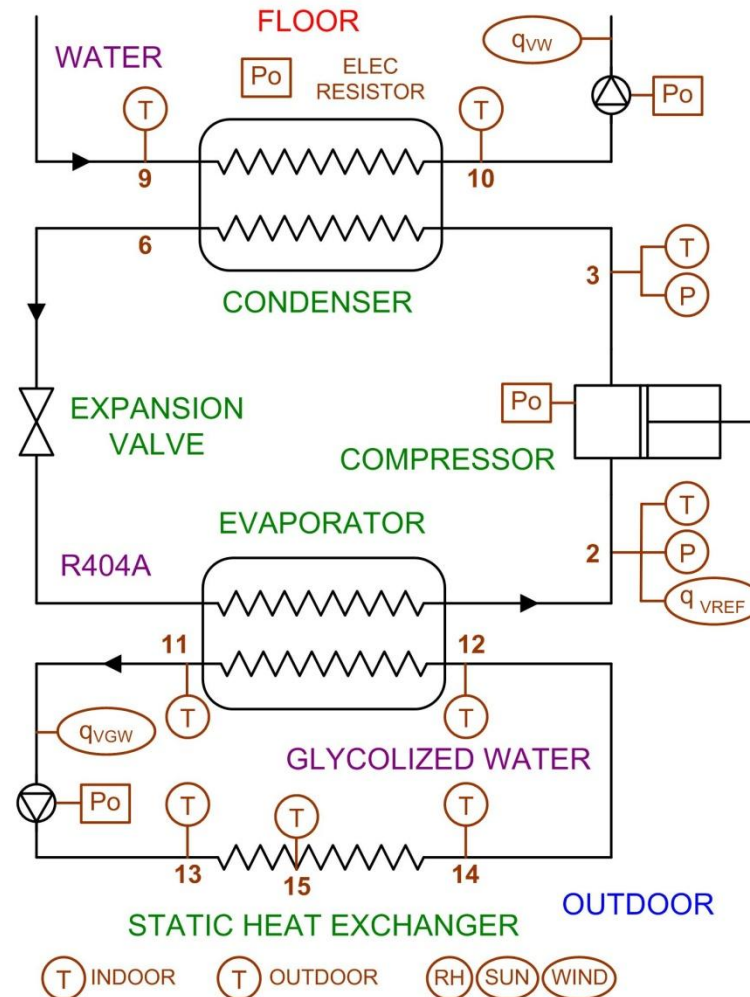 FLOOR
qVW
WATER
Po
ELEC
RESISTOR
T
T
Po
9
10
6
T
3
P
CONDENSER
Po
EXPANSION
VALVE
COMPRESSOR
EVAPORATOR
T
R404A
2
P
q VREF
11
12
T
T
qVGW
GLYCOLIZED WATER
Po
T
T
T
13
15
14
OUTDOOR
STATIC HEAT EXCHANGER
T INDOOR
T OUTDOOR
RH SUN WIND